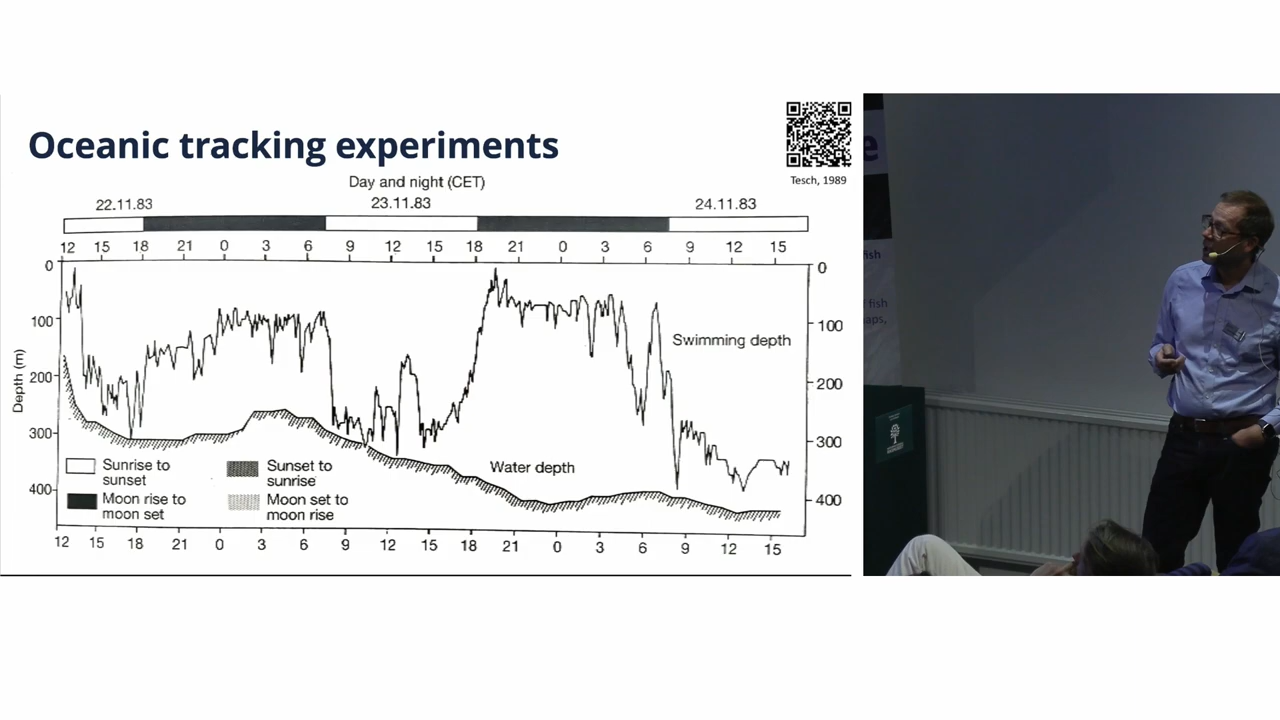 Oceanic tracking experiments
Tesch, 1989
Day and night (CET)
22.11.83 23.11.83 24.11.83
12 15 18 21 0 3 6 9 12 15 18 21 0 3 6 9 12 15
0 0
100 100
200 200
300 300
400 400
Depth (m)
Swimming depth
Water depth
Sunrise to
sunset
Sunset to
sunrise
Moon rise to
moon set
Moon set to
moon rise
12 15 18 21 0 3 6 9 12 15 18 21 0 3 6 9 12 15
e
fish
fish
aps,